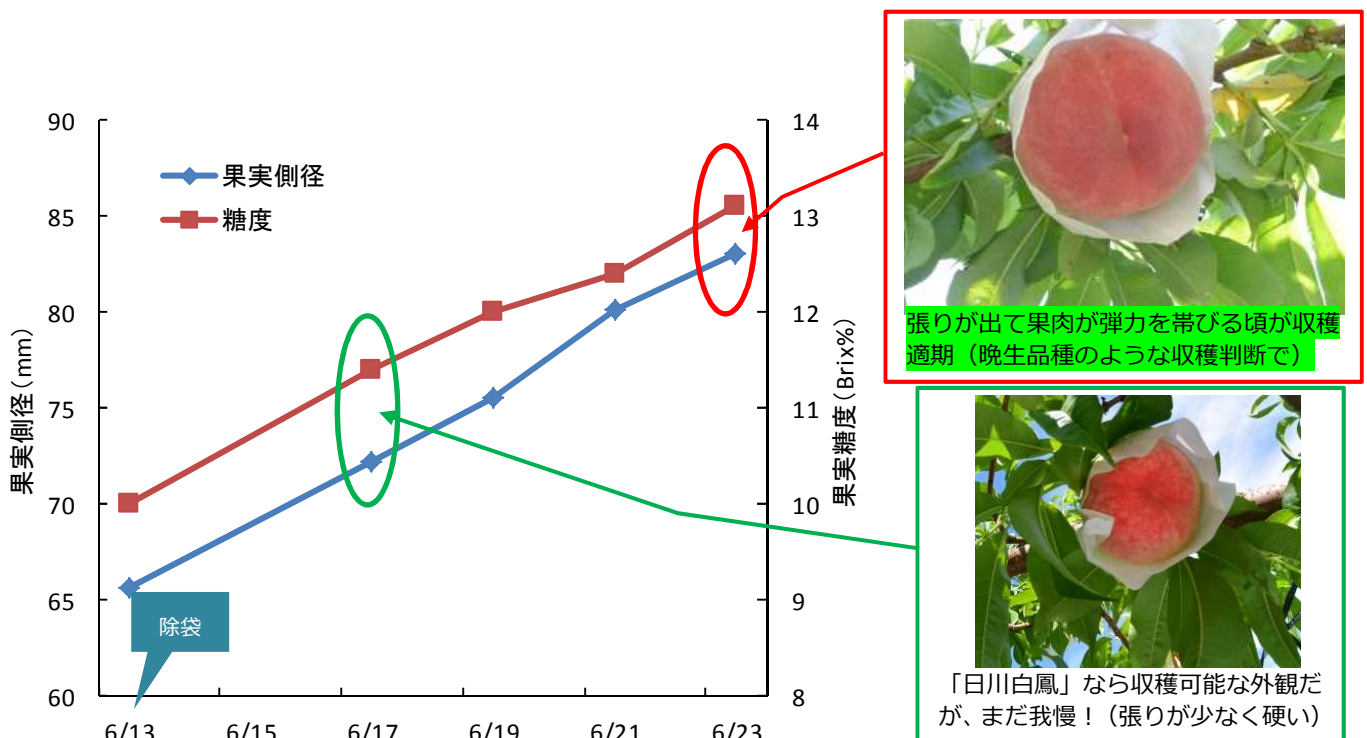 果実側径
糖度
90
85
80
75
70
65
60
果実側径(mm)
14
13
12
11
10
9
8
果実糖度(Brix%)
除袋
6/13
6/15
6/17
6/19
6/21
6/23
張りが出て果肉が弾力を帯びる頃が収穫
適期（晩生品種のような収穫判断で）
「日川白鳳」なら収穫可能な外観だ
が、まだ我慢！（張りが少なく硬い）